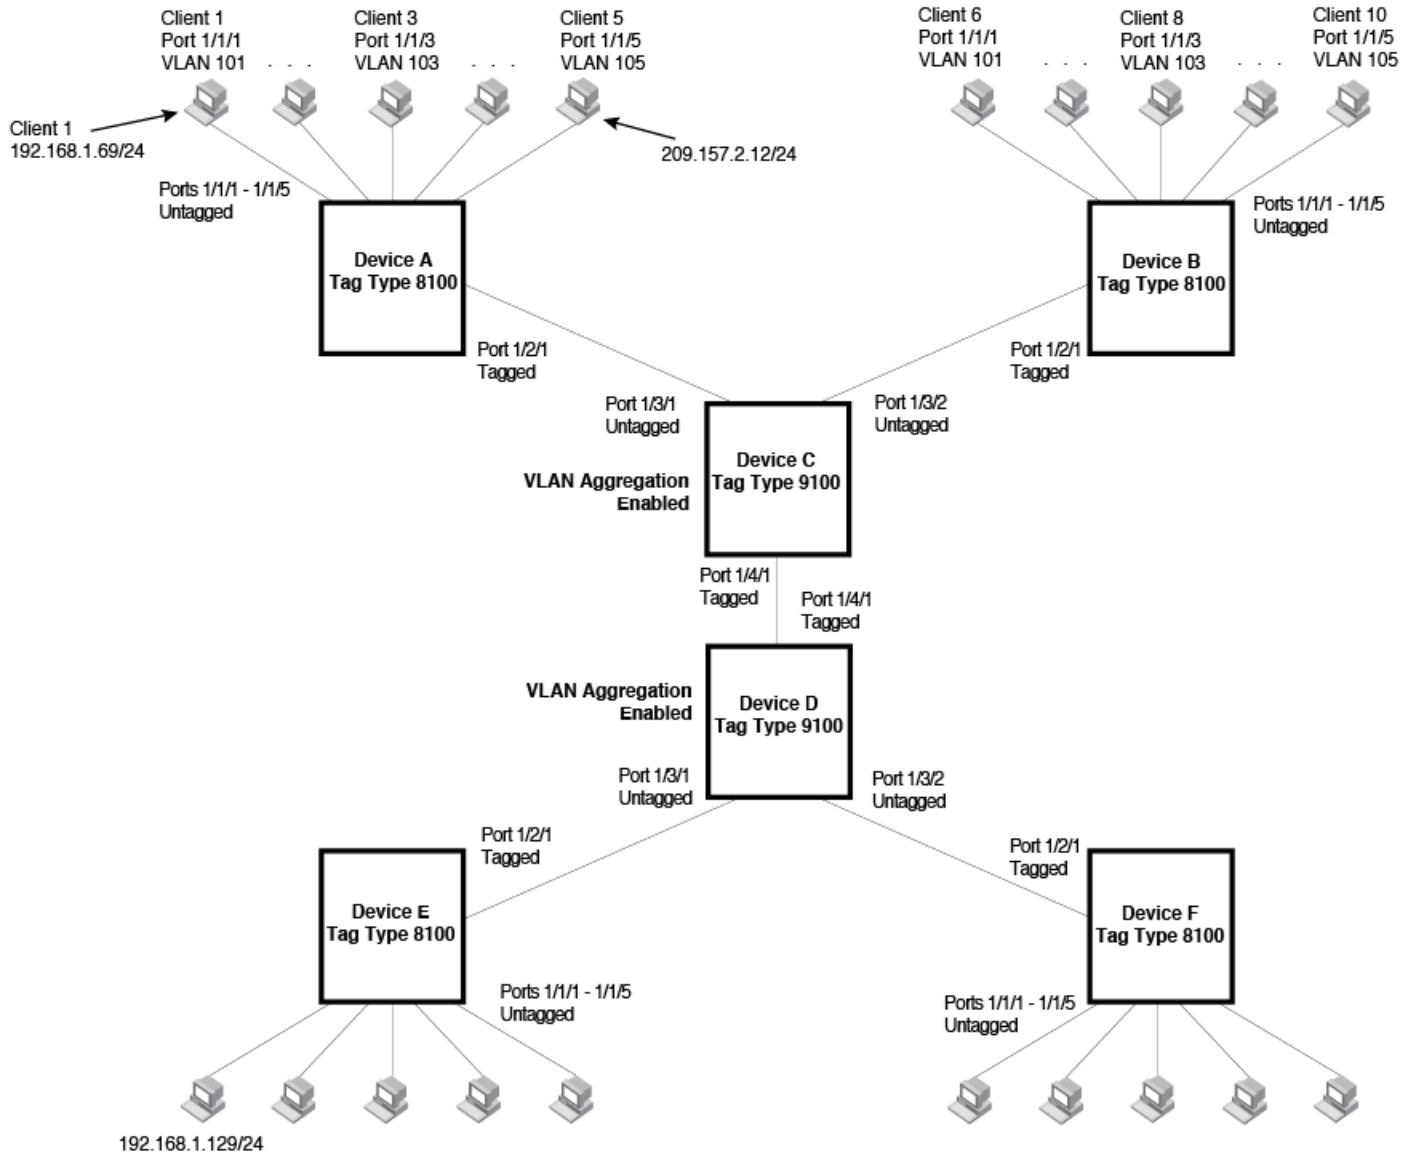 Client 1
Port 1/1/1
VLAN 101
. . .
Client 3
Port 1/1/3
VLAN 103
. . .
Client 5
Port 1/1/5
VLAN 105
Client 6
Port 1/1/1
VLAN 101
. . .
Client 8
Port 1/1/3
VLAN 103
. . .
Client 10
Port 1/1/5
VLAN 105
Client 1
192.168.1.69/24
209.157.2.12/24
Ports 1/1/1 - 1/1/5
Untagged
Ports 1/1/1 - 1/1/5
Untagged
Device A
Tag Type 8100
Device B
Tag Type 8100
Port 1/2/1
Tagged
Port 1/2/1
Tagged
Port 1/3/1
Untagged
Port 1/3/2
Untagged
VLAN Aggregation
Enabled
Device C
Tag Type 9100
Port 1/4/1
Tagged
Port 1/4/1
Tagged
VLAN Aggregation
Enabled
Device D
Tag Type 9100
Port 1/3/1
Untagged
Port 1/3/2
Untagged
Port 1/2/1
Tagged
Port 1/2/1
Tagged
Device E
Tag Type 8100
Device F
Tag Type 8100
Ports 1/1/1 - 1/1/5
Untagged
Ports 1/1/1 - 1/1/5
Untagged
192.168.1.129/24